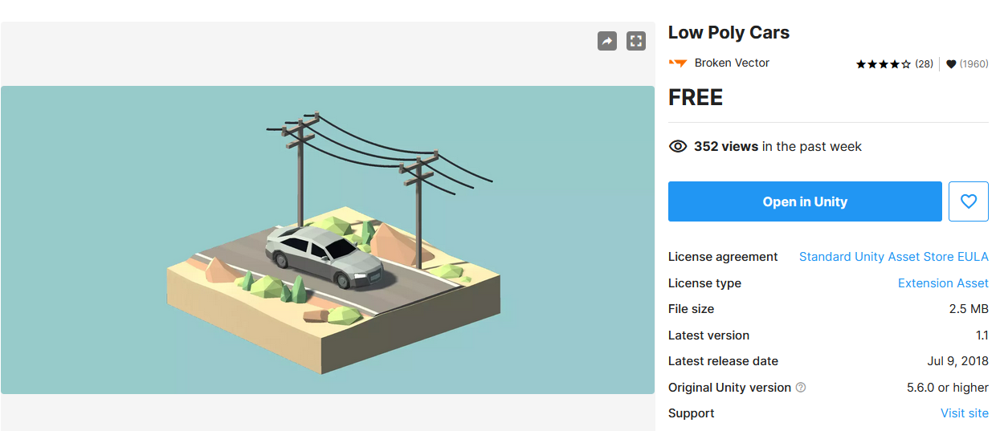 Low Poly Cars
Broken Vector
(28)
(1960)
FREE
352 views in the past week
Open in Unity
License agreement Standard Unity Asset Store EULA
License type Extension Asset
File size 2.5 MB
Latest version 1.1
Latest release date Jul 9, 2018
Original Unity version ? 5.6.0 or higher
Support Visit site